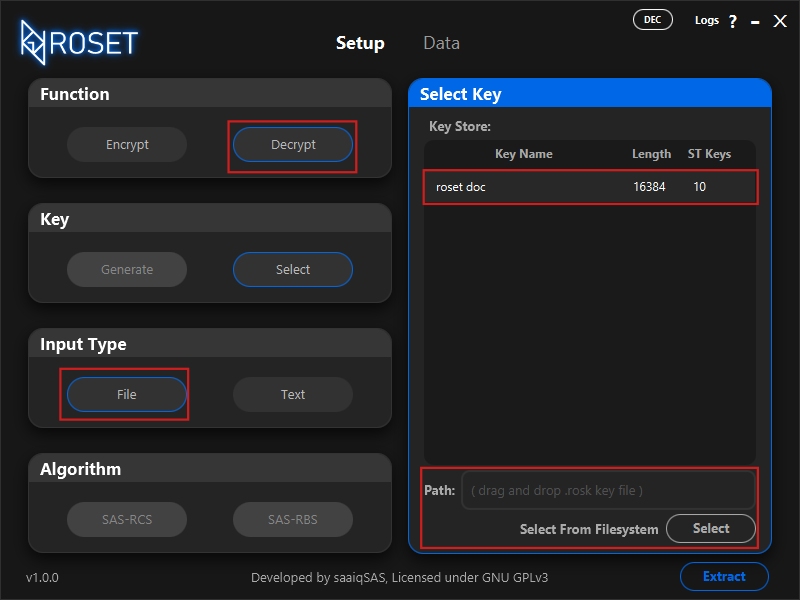 ROSET
Setup
Data
DEC
Logs ?
Function
Encrypt
Decrypt
Key
Generate
Select
Input Type
File
Text
Algorithm
SAS-RCS
SAS-RBS
Select Key
Key Store:
Key Name Length ST Keys
roset doc 16384 10
Path: ( drag and drop .rosk key file )
Select From Filesystem Select
v1.0.0
Developed by saaiqSAS, Licensed under GNU GPLv3
Extract